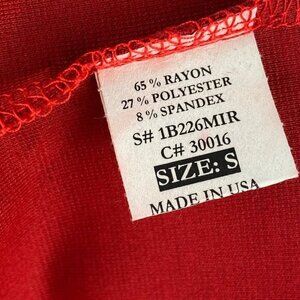 65% RAYON
27% POLYESTER
8% SPANDEX
S# 1B226MIR
C# 30016
SIZE: S
MADE IN USA